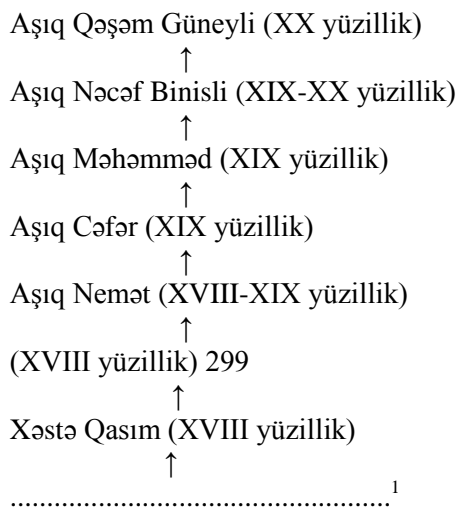 Aşıq Qəşəm Güneyli (XX yüzillik)
↑
Aşıq Nəcəf Binisli (XIX-XX yüzillik)
↑
Aşıq Məhəmməd (XIX yüzillik)
↑
Aşıq Cəfər (XIX yüzillik)
↑
Aşıq Nemət (XVIII-XIX yüzillik)
↑
(XVIII yüzillik) 299
↑
Xəstə Qasım (XVIII yüzillik)
↑
....................................................1